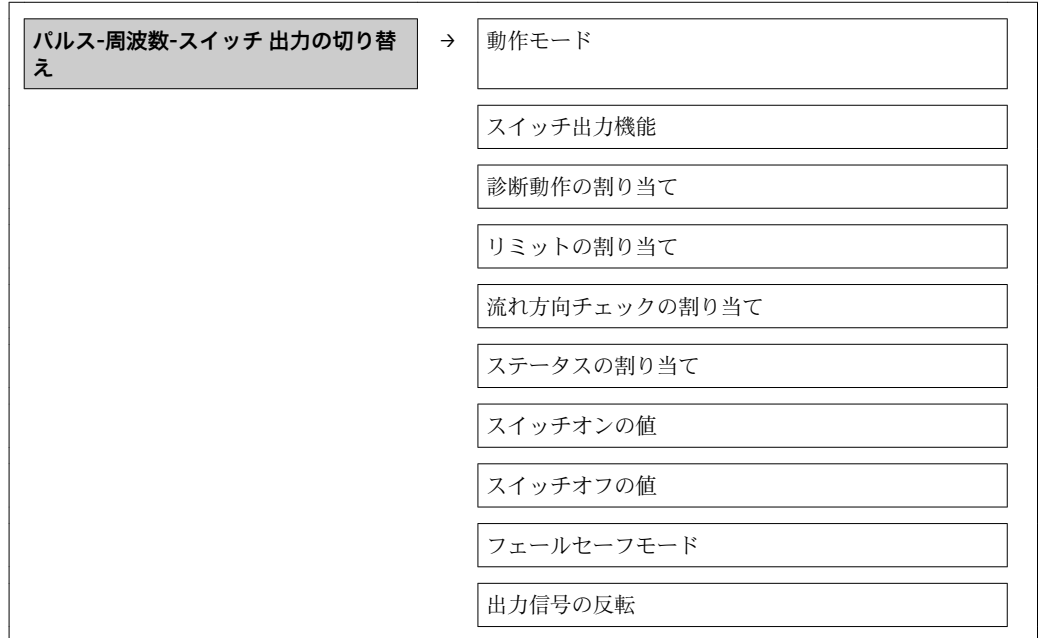 パルス-周波数-スイッチ 出力の切り替
え
→
動作モード
スイッチ出力機能
診断動作の割り当て
リミットの割り当て
流れ方向チェックの割り当て
ステータスの割り当て
スイッチオンの値
スイッチオフの値
フェールセーフモード
出力信号の反転